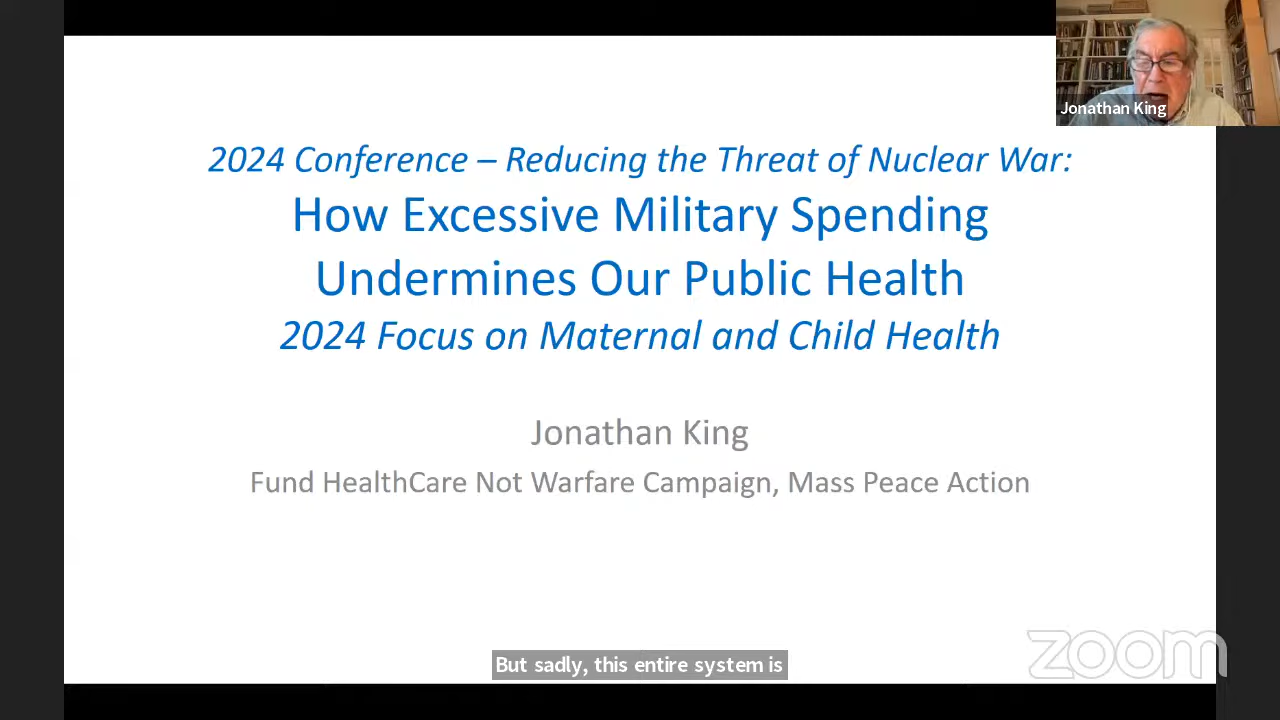 Jonathan King
2024 Conference – Reducing the Threat of Nuclear War:
How Excessive Military Spending
Undermines Our Public Health
2024 Focus on Maternal and Child Health
Jonathan King
Fund HealthCare Not Warfare Campaign, Mass Peace Action
But sadly, this entire system is
zoom